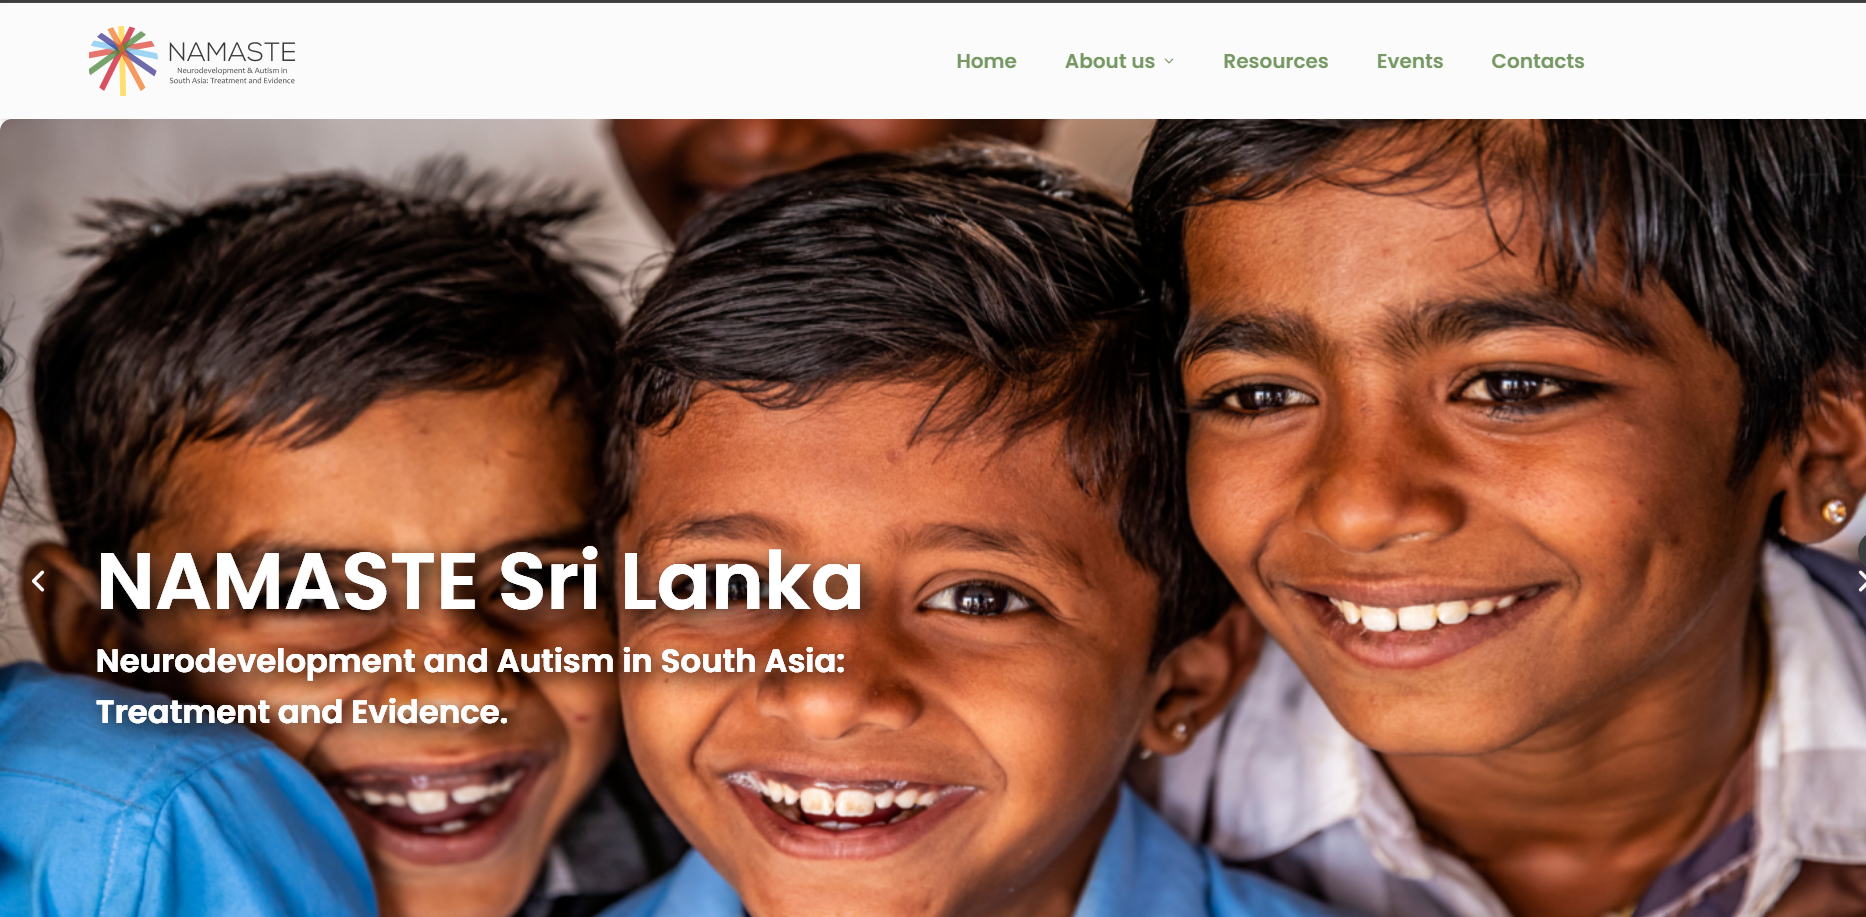 NAMASTE
Neurodevelopment & Autism in
South Asia: Treatment and Evidence
Home
About us
Resources
Events
Contacts
NAMASTE Sri Lanka
Neurodevelopment and Autism in South Asia:
Treatment and Evidence.